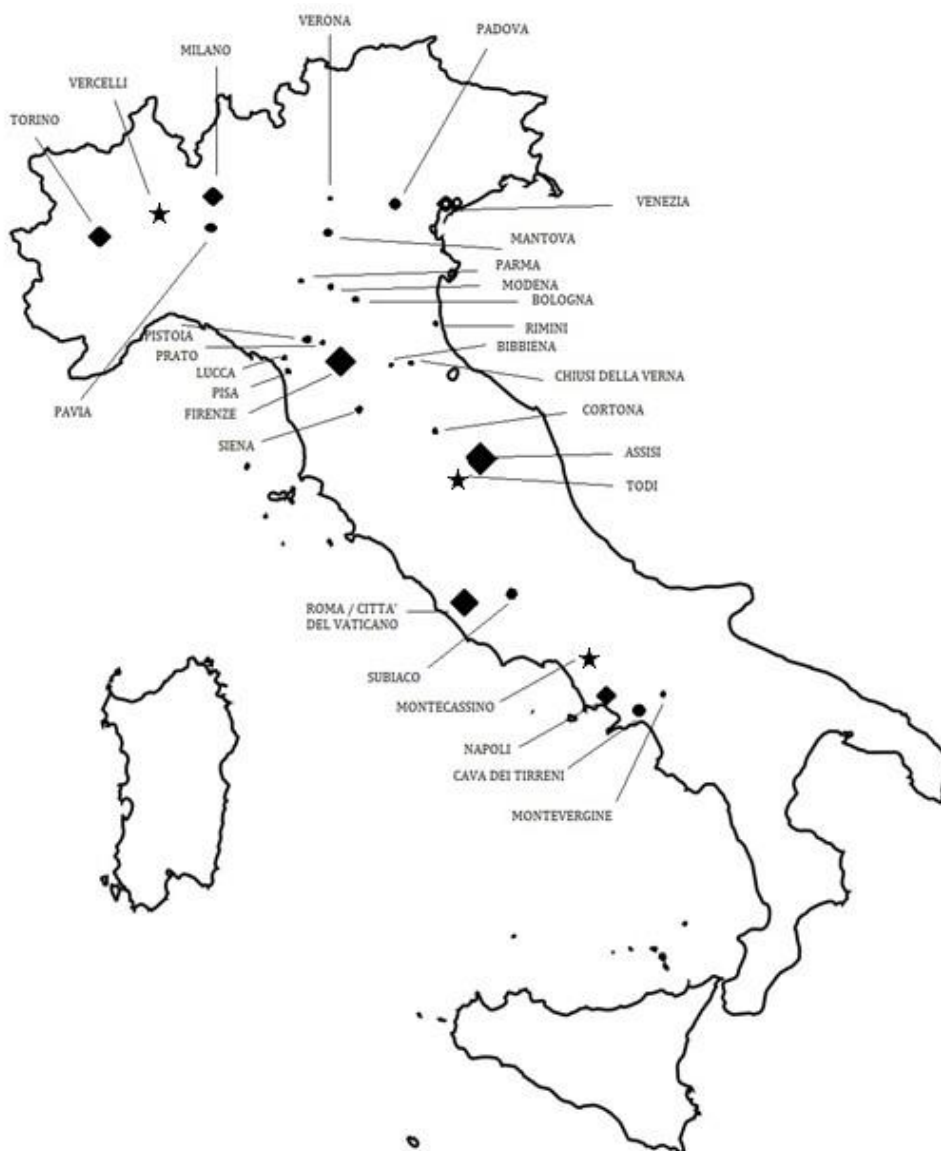 VERONA
PADOVA
MILANO
VERCELLI
TORINO
VENEZIA
MANTOVA
PARMA
MODENA
BOLOGNA
RIMINI
PISTOIA
BIBBIENA
PRATO
LUCCA
CHIUSI DELLA VERNA
PISA
PAVIA
FIRENZE
CORTONA
SIENA
ASSISI
TODI
ROMA / CITTA'
DEL VATICANO
SUBIACO
MONTECASSINO
NAPOLI
CAVA DEI TIRRENI
MONTEVERGINE